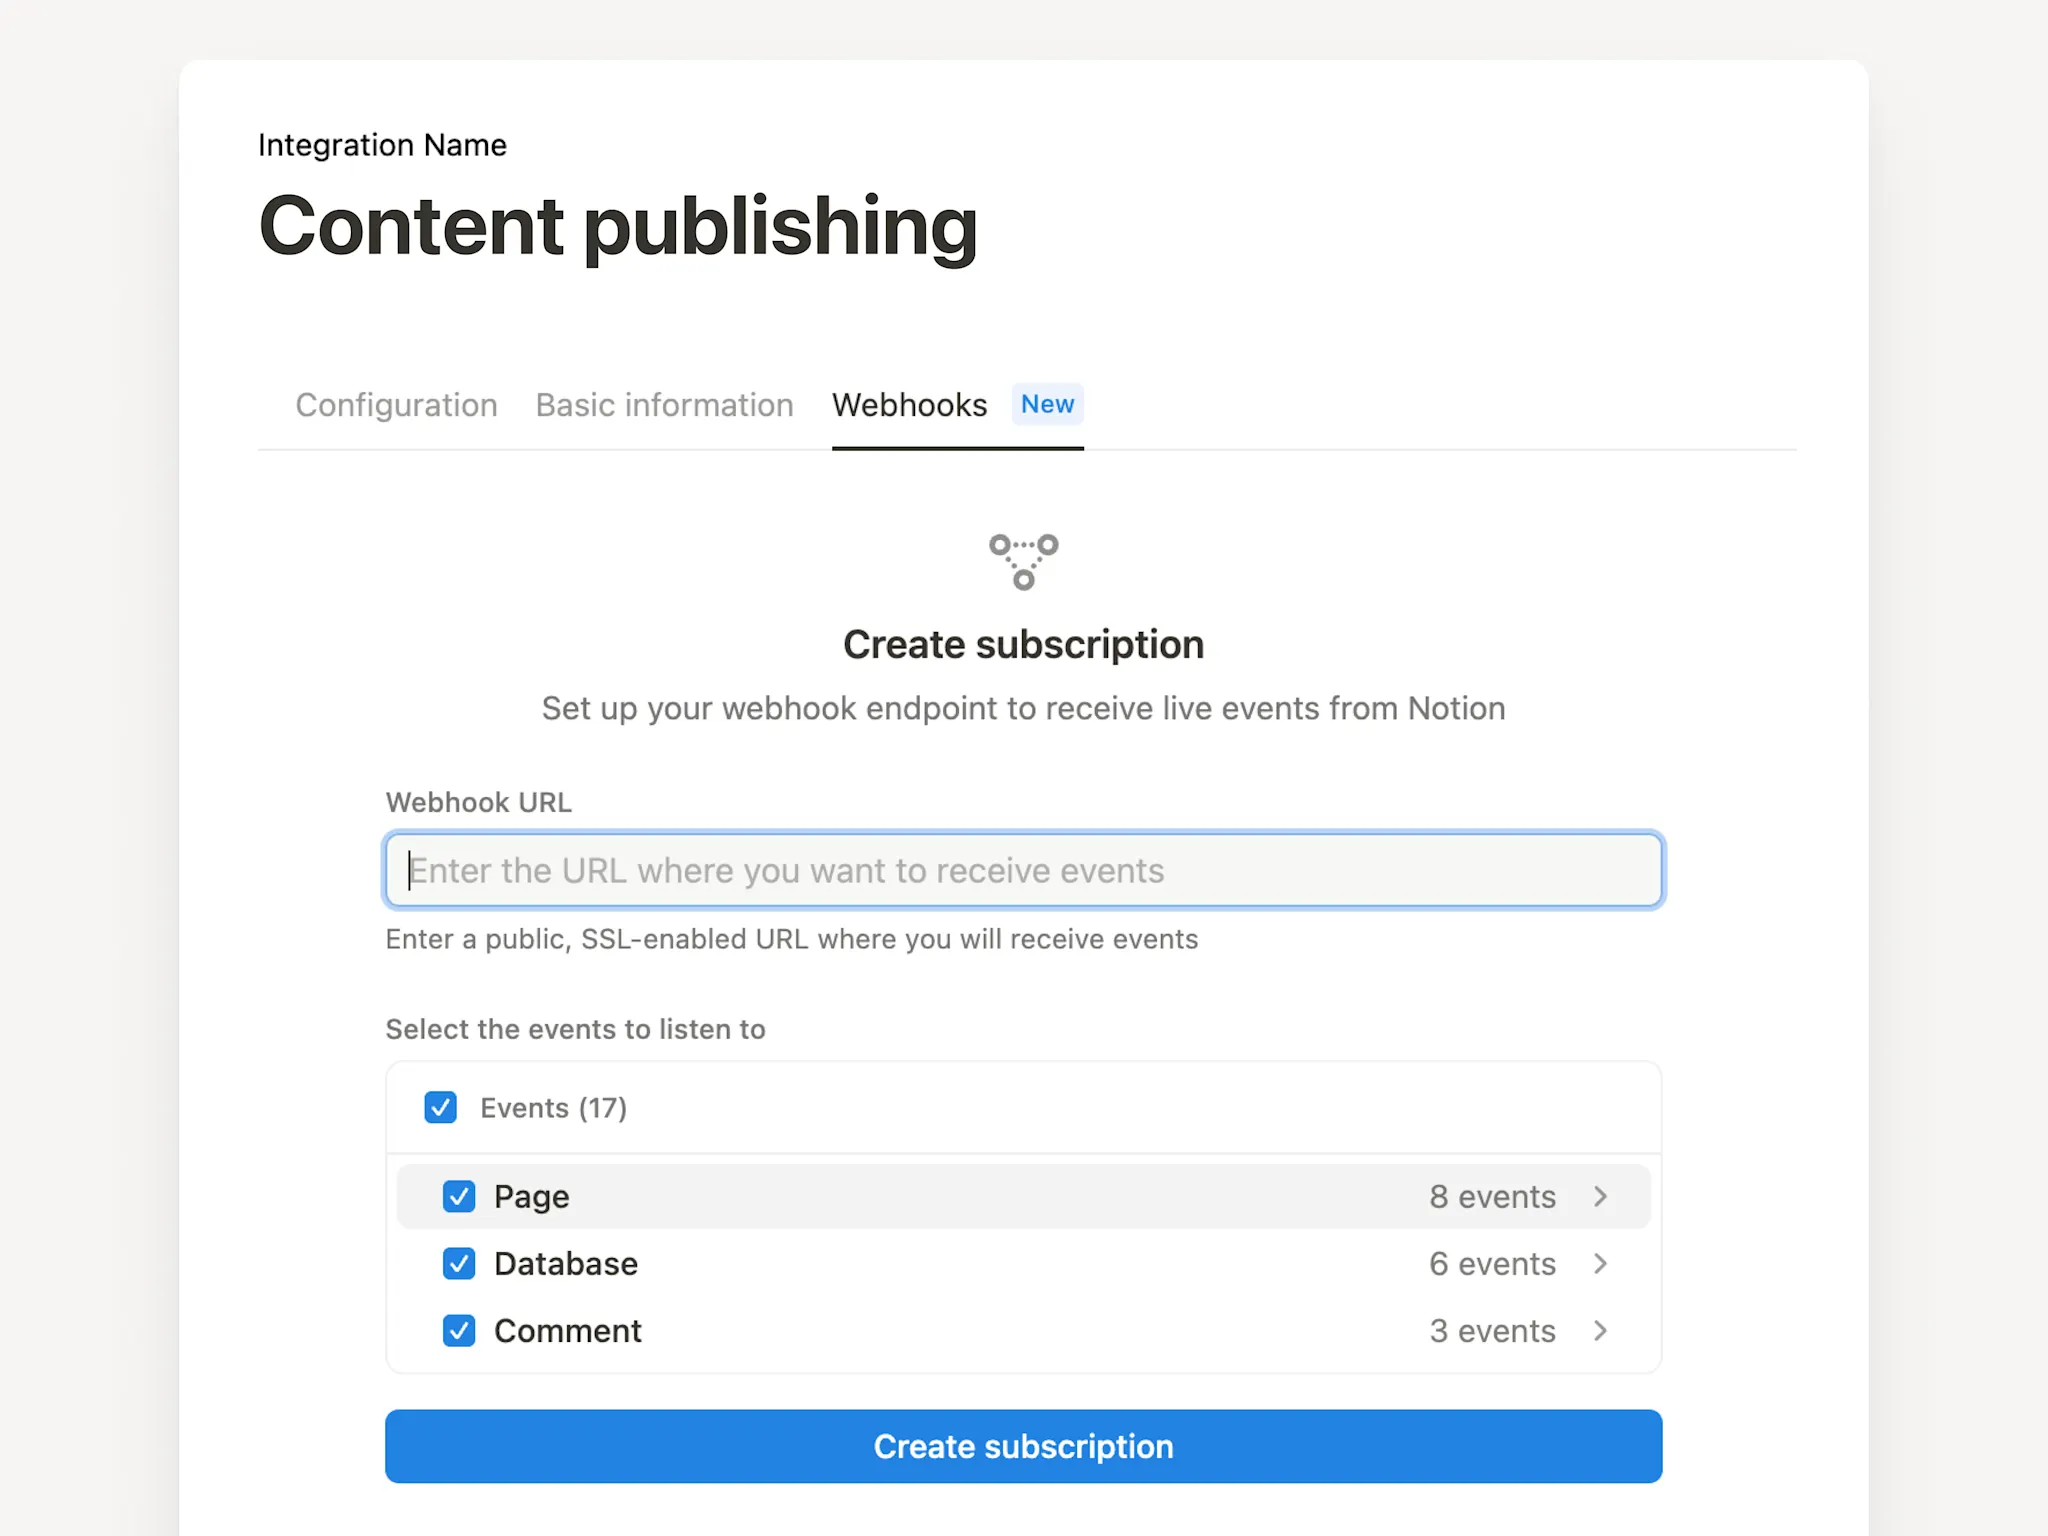 Integration Name
Content publishing
Configuration Basic information Webhooks New
Create subscription
Set up your webhook endpoint to receive live events from Notion
Webhook URL
Enter the URL where you want to receive events
Enter a public, SSL-enabled URL where you will receive events
Select the events to listen to
Events (17)
Page 8 events
Database 6 events
Comment 3 events
Create subscription